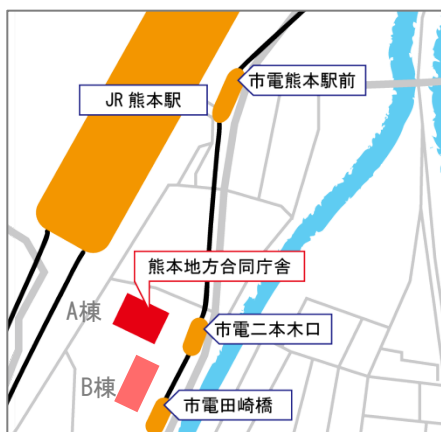 市電熊本駅前
JR 熊本駅
熊本地方合同庁舎
A棟
市電二本木口
B棟
市電田崎橋